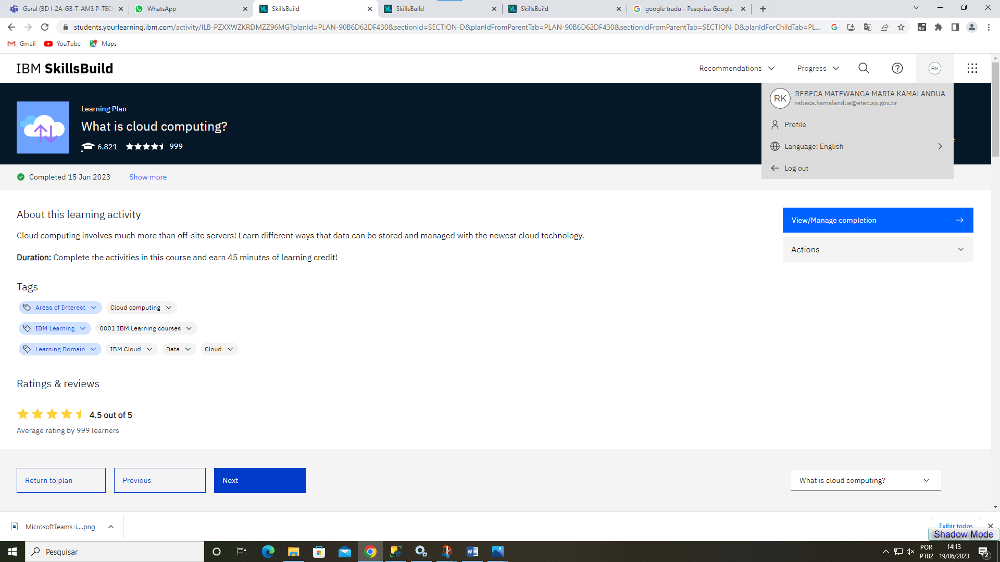 Geral (BD I-2A-GB-T-AMS P-TECH
WhatsApp
SkillsBuild
SkillsBuild
SkillsBuild
google tradu - Pesquisa Google
students.yourlearning.ibm.com/activity/ILB-PZXXWZKRDMZZ96MG?planId=PLAN-90B6D62DF430&sectionId=SECTION-D&planIdFromParentTab=PLAN-90B6D62DF430&sectionIdFromParentTab=SECTION-D&planIdForChildTab=PL...
Gmail
YouTube
Maps
IBM SkillsBuild
Recommendations
Progress
RK
RK
REBECA MATEWANGA MARIA KAMALANDUA
rebeca.kamalandua@etec.sp.gov.br
Profile
Language: English
Log out
Learning Plan
What is cloud computing?
6.821
999
Completed 15 Jun 2023
Show more
About this learning activity
Cloud computing involves much more than off-site servers! Learn different ways that data can be stored and managed with the newest cloud technology.
Duration: Complete the activities in this course and earn 45 minutes of learning credit!
View/Manage completion
Actions
Tags
Areas of Interest
Cloud computing
IBM Learning
0001 IBM Learning courses
Learning Domain
IBM Cloud
Data
Cloud
Ratings & reviews
4.5 out of 5
Average rating by 999 learners
Return to plan
Previous
Next
What is cloud computing?
MicrosoftTeams-i....png
Exibir todos
Shadow Mode
Pesquisar
POR
PTB2
14:13
19/06/2023
2